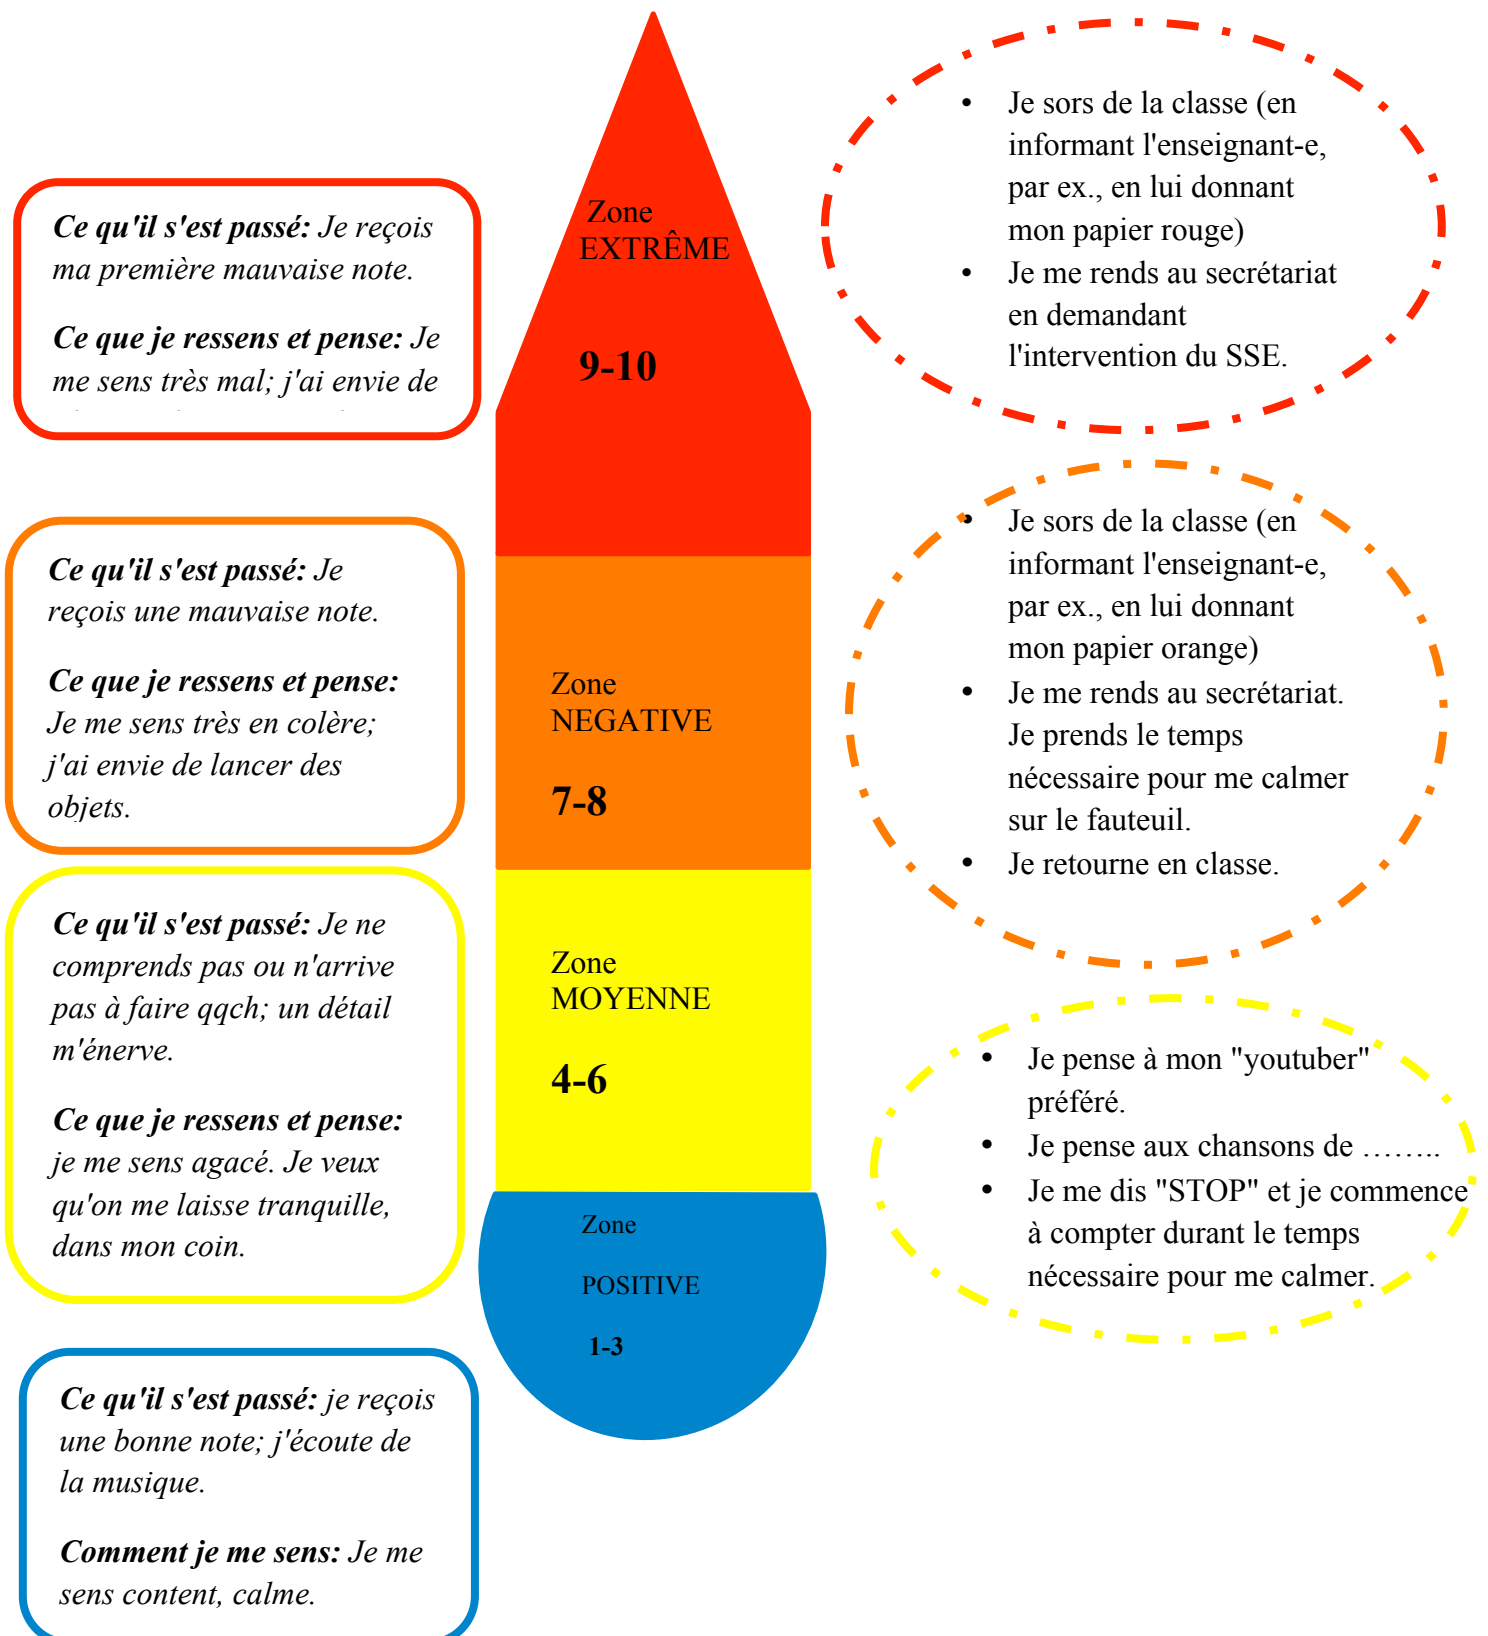 Ce qu'il s'est passé: Je reçois
ma première mauvaise note.
Ce que je ressens et pense: Je
me sens très mal; j'ai envie de
Zone
EXTRÊME
9-10
• Je sors de la classe (en
informant l'enseignant-e,
par ex., en lui donnant
mon papier rouge)
• Je me rends au secrétariat
en demandant
l'intervention du SSE.
Ce qu'il s'est passé: Je
reçois une mauvaise note.
Ce que je ressens et pense:
Je me sens très en colère;
j'ai envie de lancer des
objets.
Zone
NEGATIVE
7-8
• Je sors de la classe (en
informant l'enseignant-e,
par ex., en lui donnant
mon papier orange)
• Je me rends au secrétariat.
Je prends le temps
nécessaire pour me calmer
sur le fauteuil.
• Je retourne en classe.
Ce qu'il s'est passé: Je ne
comprends pas ou n'arrive
pas à faire qqch; un détail
m'énerve.
Ce que je ressens et pense:
je me sens agacé. Je veux
qu'on me laisse tranquille,
dans mon coin.
Zone
MOYENNE
4-6
• Je pense à mon "youtuber"
préféré.
• Je pense aux chansons de ……..
• Je me dis "STOP" et je commence
à compter durant le temps
nécessaire pour me calmer.
Zone
POSITIVE
1-3
Ce qu'il s'est passé: je reçois
une bonne note; j'écoute de
la musique.
Comment je me sens: Je me
sens content, calme.